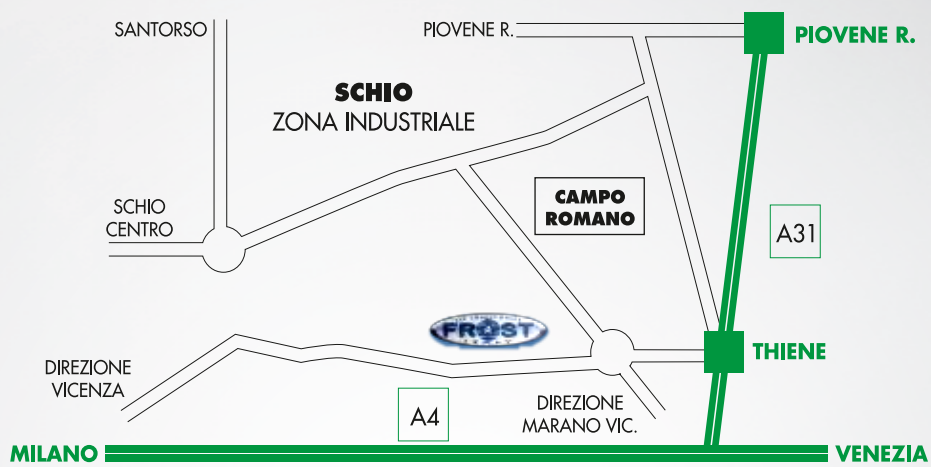 SANTORSO
PIOVENE R.
PIOVENE R.
SCHIO
ZONA INDUSTRIALE
SCHIO
CENTRO
CAMPO
ROMANO
A31
FROST
DIREZIONE
VICENZA
THIENE
A4
DIREZIONE
MARANO VIC.
MILANO
VENEZIA